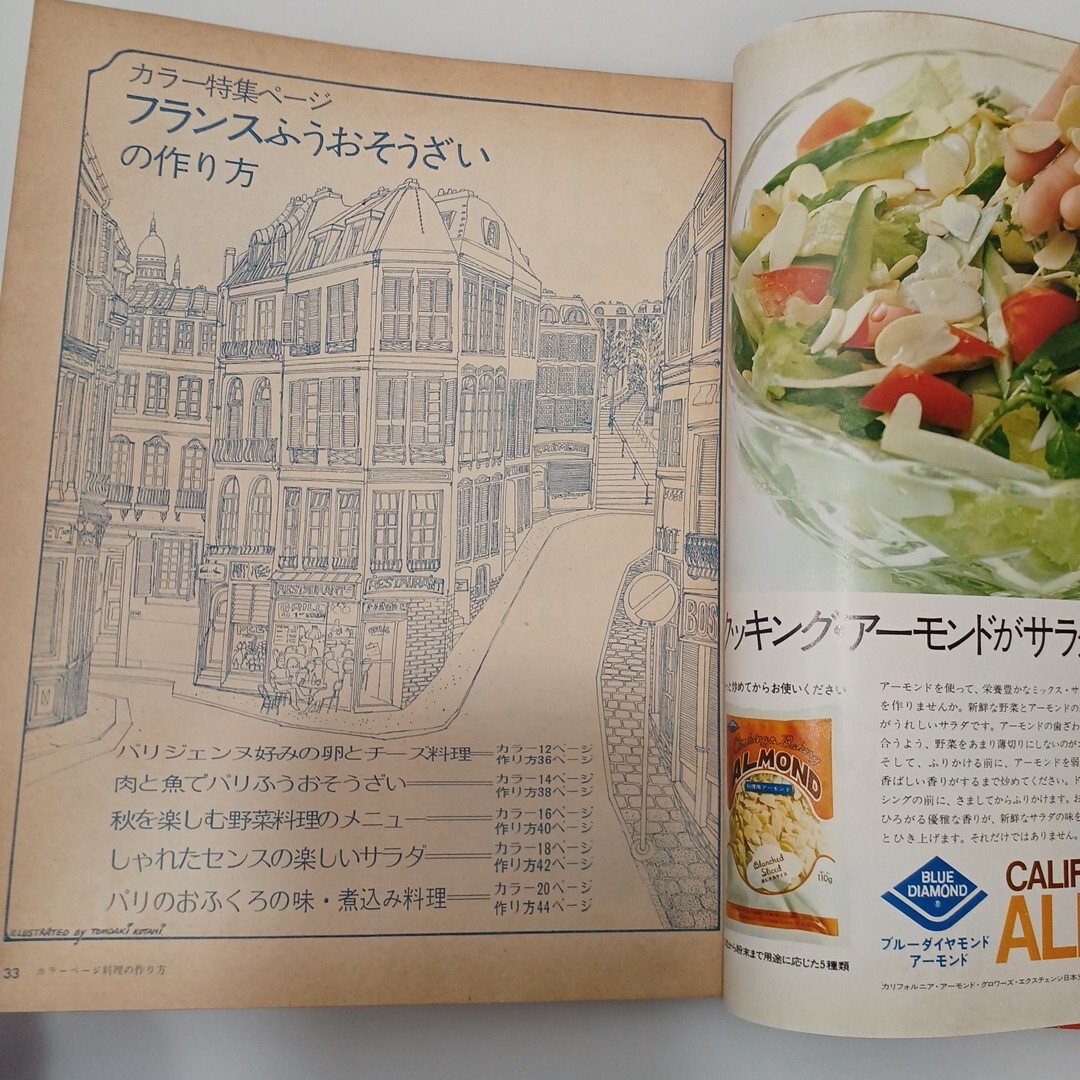 カラー特集ページ
フランスふうおそうざい
の作り方
CRÈMERIE
RESTAURANT
GRILL
RESTAURANT
BUS
パリジェンヌ好みの卵とチーズ料理
カラー12ページ
作り方36ページ
肉と魚でパリふうおそうざい
カラー14ページ
作り方38ページ
秋を楽しむ野菜料理のメニュー
カラー16ページ
作り方40ページ
しゃれたセンスの楽しいサラダ
カラー18ページ
作り方42ページ
パリのおふくろの味・煮込み料理
カラー20ページ
作り方44ページ
ILLUSTRATED by TOMOAKI KOTANI
33 カラーページ料理の作り方
クッキング・アーモンドがサラ
炒めてからお使いください
アーモンドを使って、栄養豊かなミックス・サ
を作りませんか。新鮮な野菜とアーモンドの
がうれしいサラダです。アーモンドの歯ざわ
合うよう、野菜をあまり薄切りにしないのが
そして、ふりかける前に、アーモンドを弱
香ばしい香りがするまで炒めてください。ド
シングの前に、さましてからふりかけます。お
ひろがる優雅な香りが、新鮮なサラダの味を
とひき上げます。それだけではありません。
Cooking & Bakery
ALMOND
料理用アーモンド
Blanched
Sliced
110g
から粉末まで用途に応じた5種類
BLUE
DIAMOND
®
ブルーダイヤモンド
アーモンド
CALIF
AL
カリフォルニア・アーモンド・グロワーズ・エクスチェンジ日本